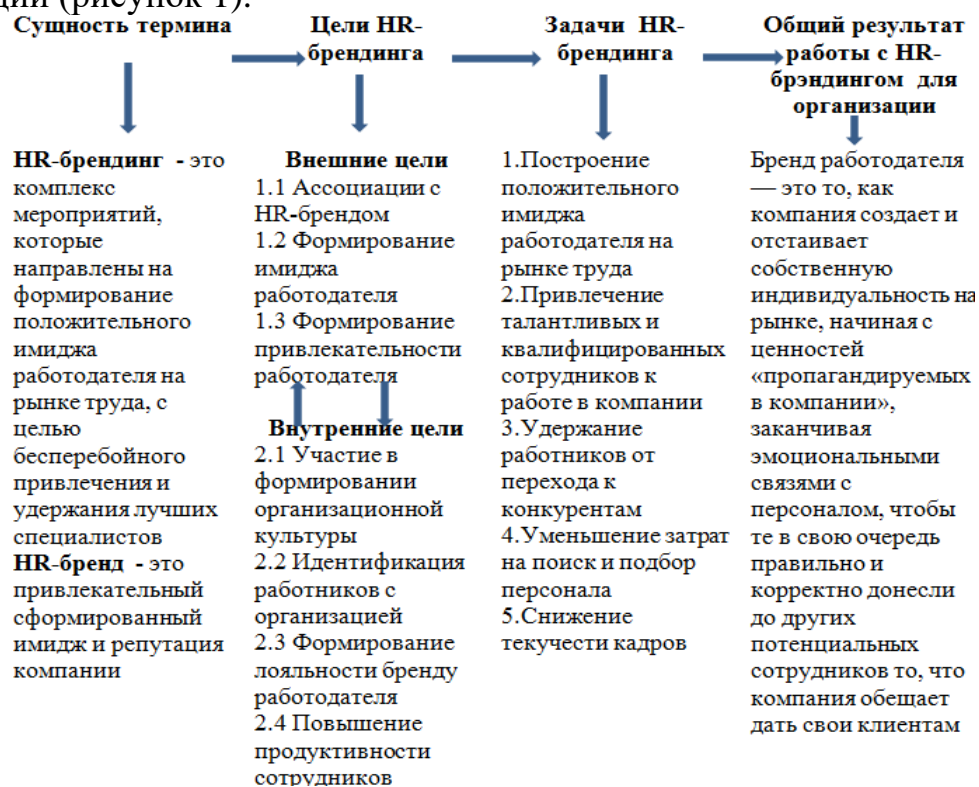 ции (рисунок 1).
Сущность термина
Цели HR-
брендинга
Задачи HR-
брендинга
Общий результат
работы с HR-
брэндингом для
организации
HR-брендинг - это
комплекс
мероприятий,
которые
направлены на
формирование
положительного
имиджа
работодателя на
рынке труда, с
целью
бесперебойного
привлечения и
удержания лучших
специалистов
HR-бренд - это
привлекательный
сформированный
имидж и репутация
компании
Внешние цели
1.1 Ассоциации с
HR-брендом
1.2 Формирование
имиджа
работодателя
1.3 Формирование
привлекательности
работодателя
Внутренние цели
2.1 Участие в
формировании
организационной
культуры
2.2 Идентификация
работников с
организацией
2.3 Формирование
лояльности бренду
работодателя
2.4 Повышение
продуктивности
сотрудников
1.Построение
положительного
имиджа
работодателя на
рынке труда
2.Привлечение
талантливых и
квалифицированных
сотрудников к
работе в компании
3.Удержание
работников от
перехода к
конкурентам
4.Уменьшение затрат
на поиск и подбор
персонала
5.Снижение
текучести кадров
Бренд работодателя
— это то, как
компания создает и
отстаивает
собственную
индивидуальность на
рынке, начиная с
ценностей
«пропагандируемых
в компании»,
заканчивая
эмоциональными
связями с
персоналом, чтобы
те в свою очередь
правильно и
корректно донесли
до других
потенциальных
сотрудников то, что
компания обещает
дать свои клиентам